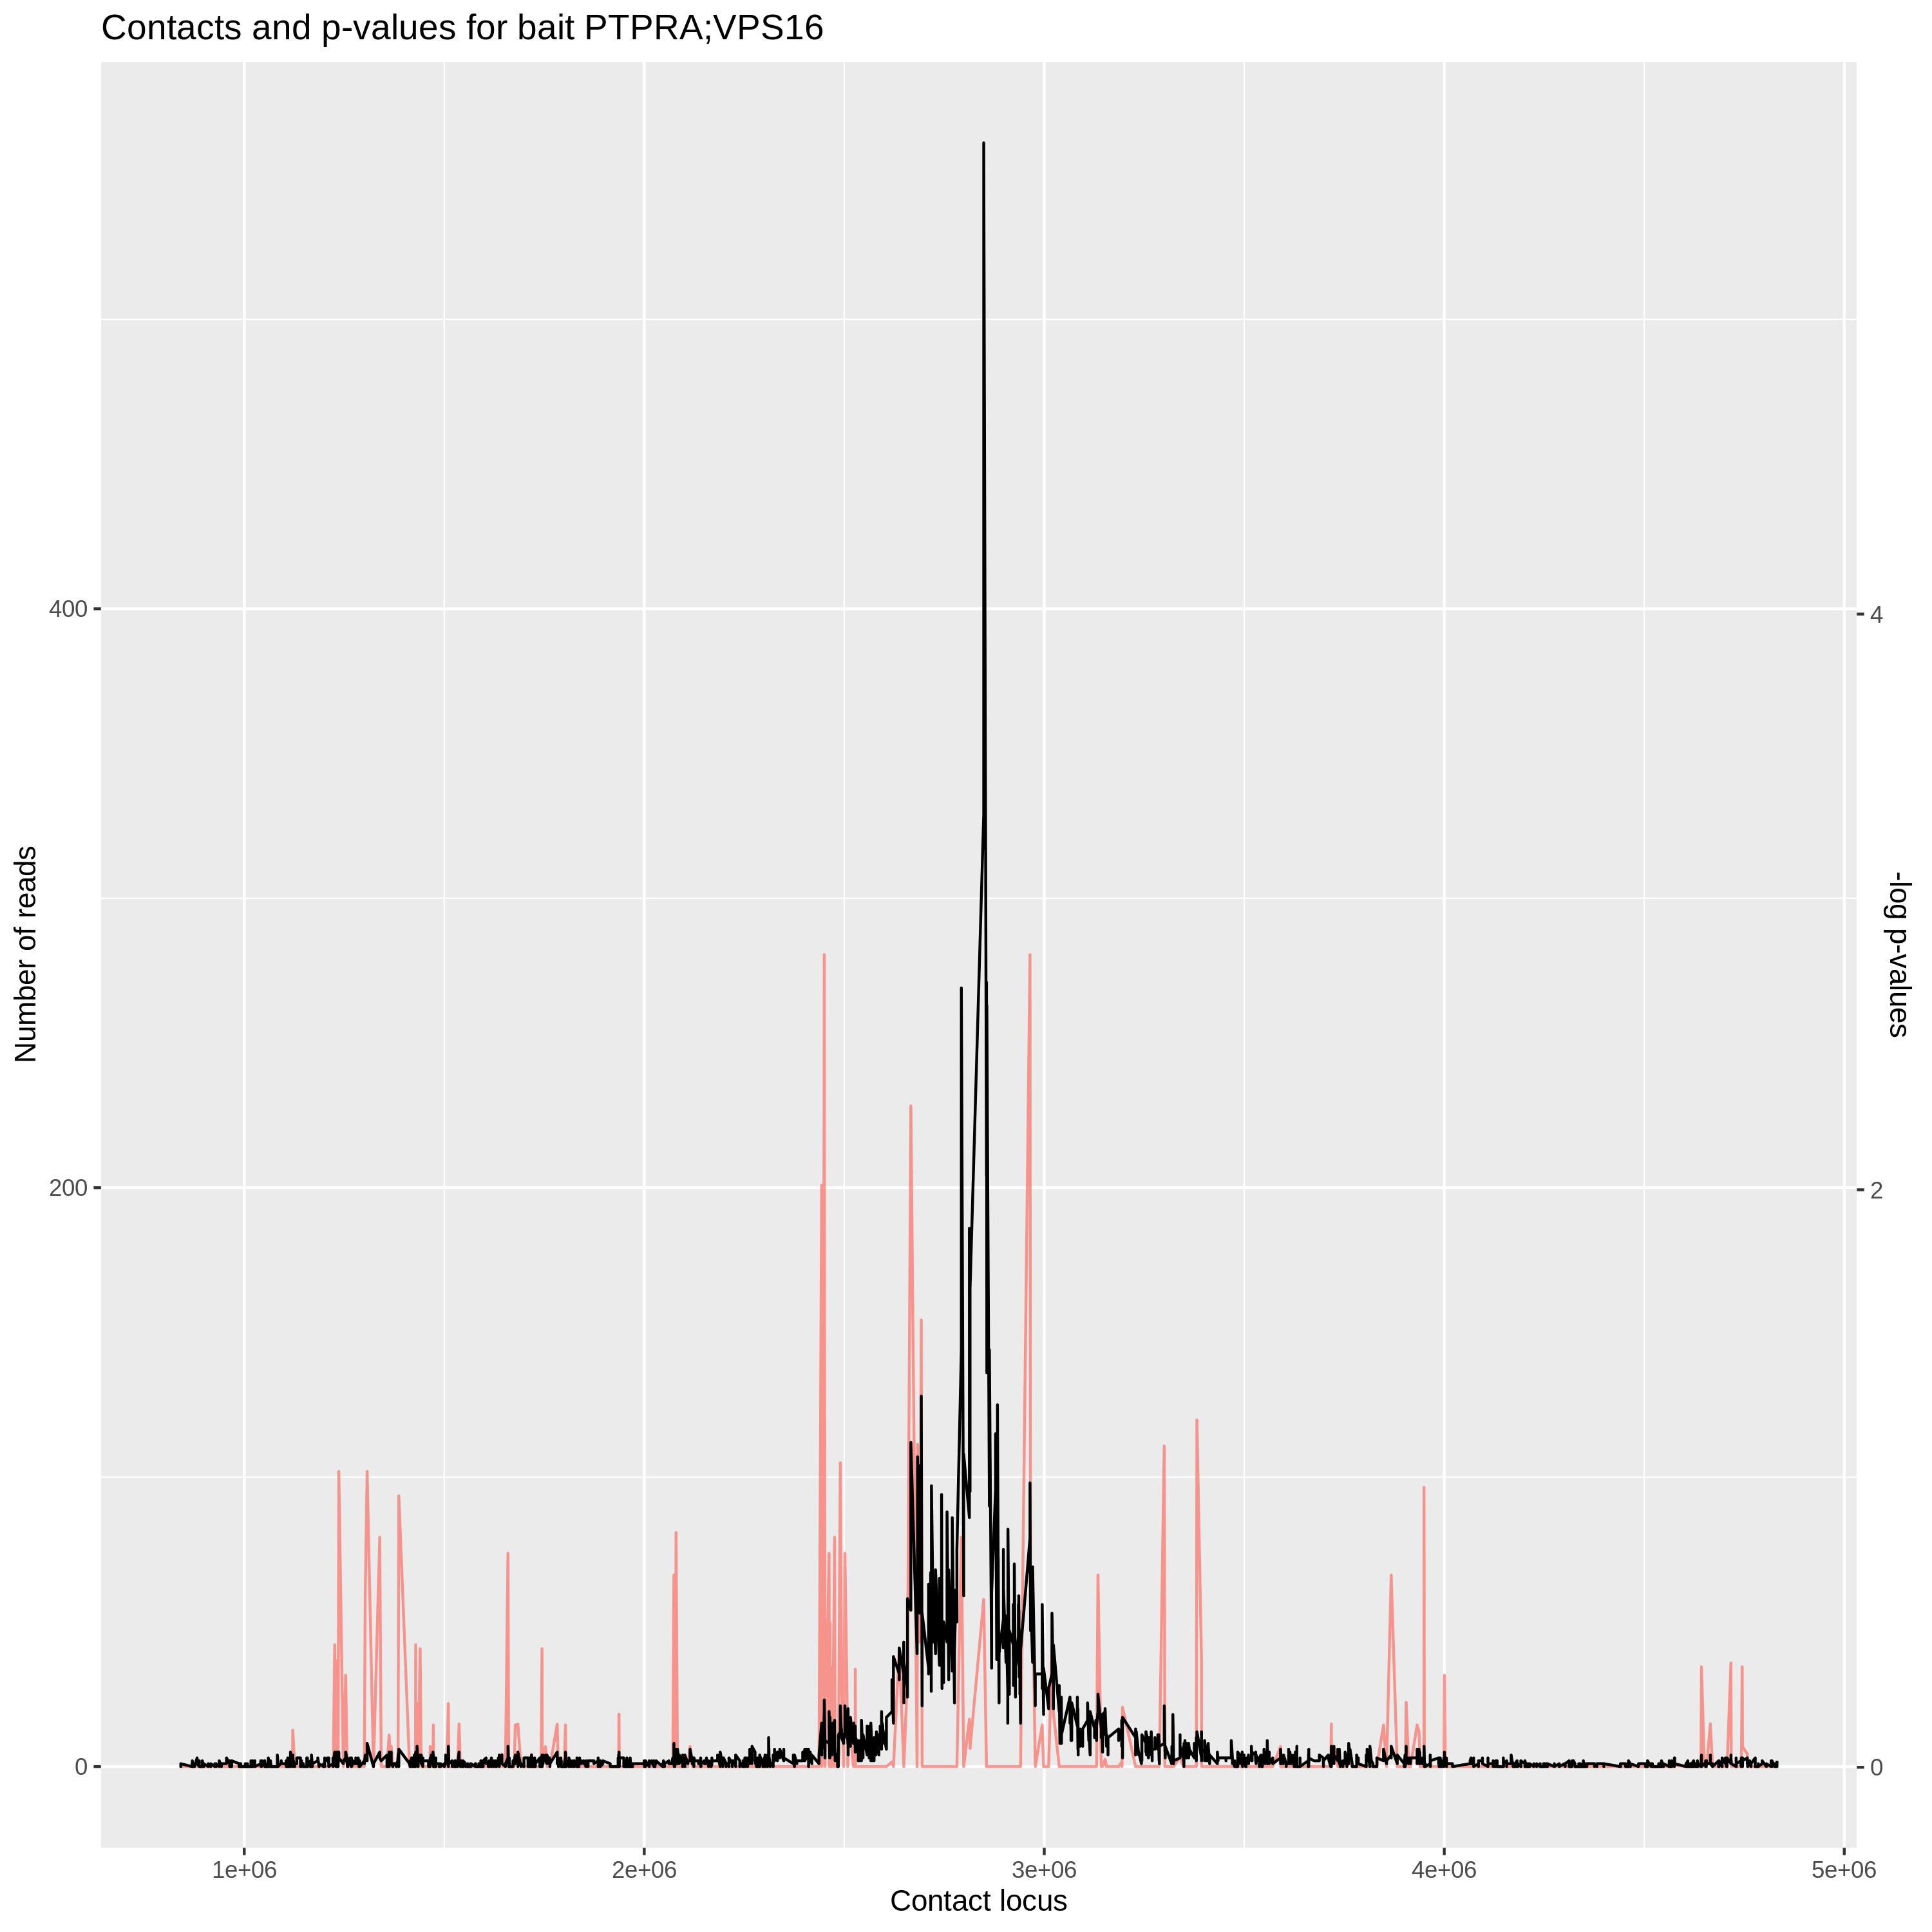 Contacts and p-values for bait PTPRA;VPS16
400
200
0
Number of reads
4
2
0
-log p-values
1e+06
2e+06
3e+06
4e+06
5e+06
Contact locus